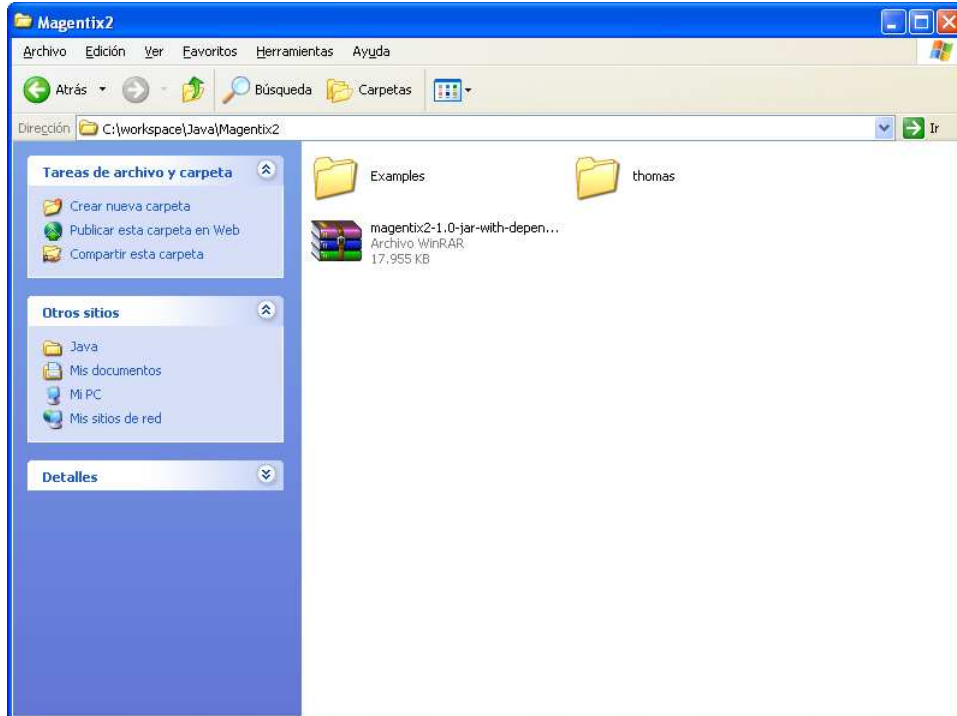 Magentix2
Archivo Edición Ver Favoritos Herramientas Ayuda
Atrás Búsqueda Carpetas
Dirección C:\workspace\Java\Magentix2 Ir
Tareas de archivo y carpeta
Crear nueva carpeta
Publicar esta carpeta en Web
Compartir esta carpeta
Otros sitios
Java
Mis documentos
Mi PC
Mis sitios de red
Detalles
Examples
thomas
magentix2-1.0-jar-with-depen...
Archivo WinRAR
17.955 KB